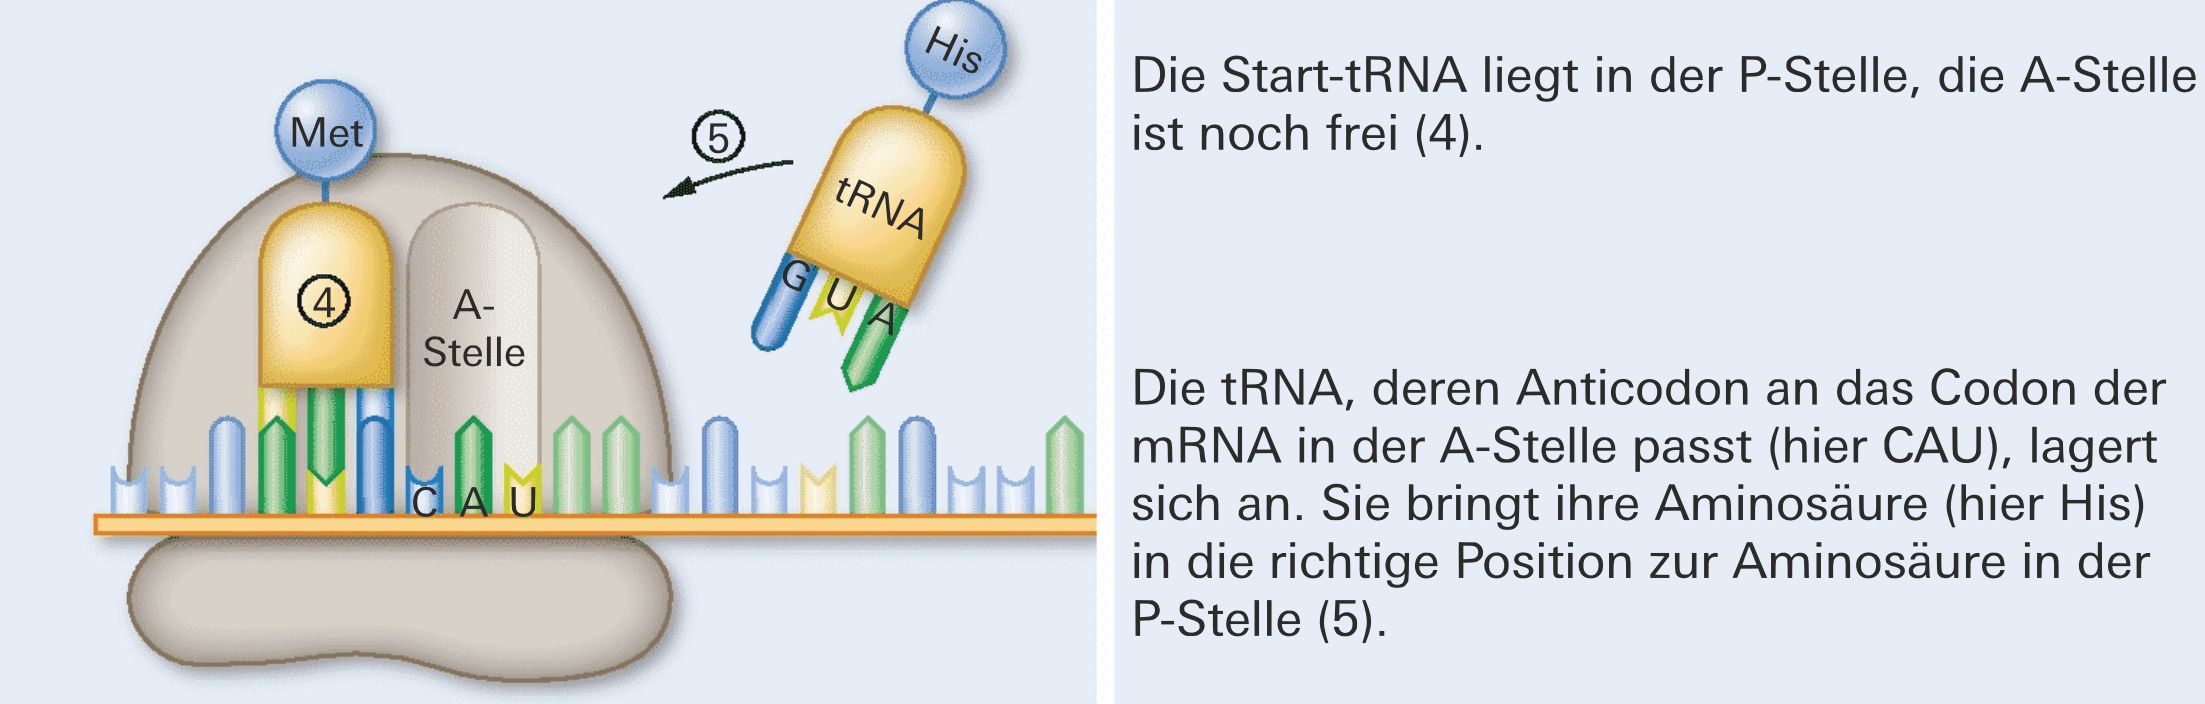 His
Met
5
tRNA
G U A
4
A-
Stelle
C A U
Die Start-tRNA liegt in der P-Stelle, die A-Stelle
ist noch frei (4).
Die tRNA, deren Anticodon an das Codon der
mRNA in der A-Stelle passt (hier CAU), lagert
sich an. Sie bringt ihre Aminosäure (hier His)
in die richtige Position zur Aminosäure in der
P-Stelle (5).